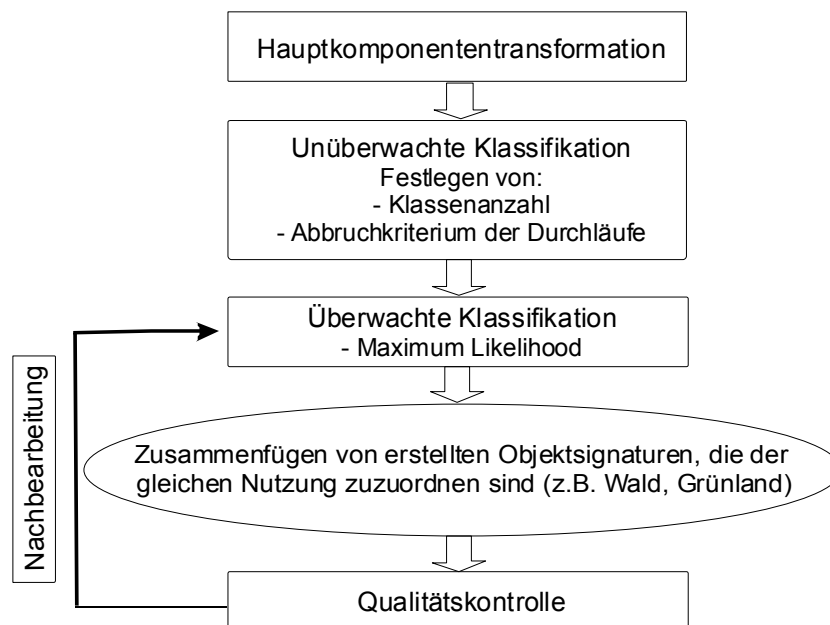 Hauptkomponententransformation
Unüberwachte Klassifikation
Festlegen von:
- Klassenanzahl
- Abbruchkriterium der Durchläufe
Überwachte Klassifikation
- Maximum Likelihood
Nachbearbeitung
Zusammenfügen von erstellten Objektsignaturen, die der
gleichen Nutzung zuzuordnen sind (z.B. Wald, Grünland)
Qualitätskontrolle